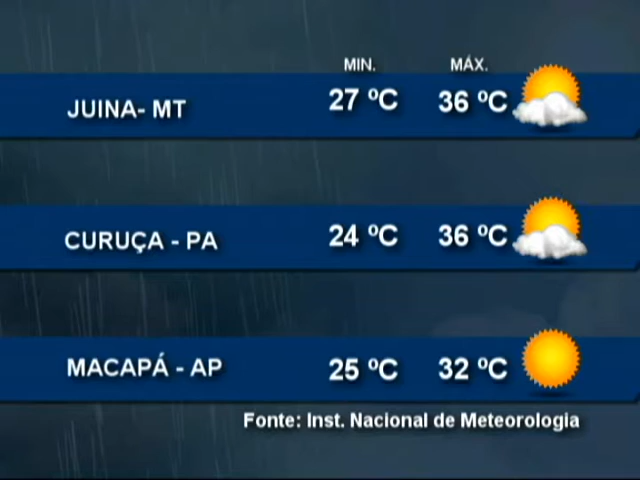 MIN. MÁX.
JUINA- MT 27 ºC 36 ºC
CURUÇA - PA 24 ºC 36 ºC
MACAPÁ - AP 25 ºC 32 ºC
Fonte: Inst. Nacional de Meteorologia